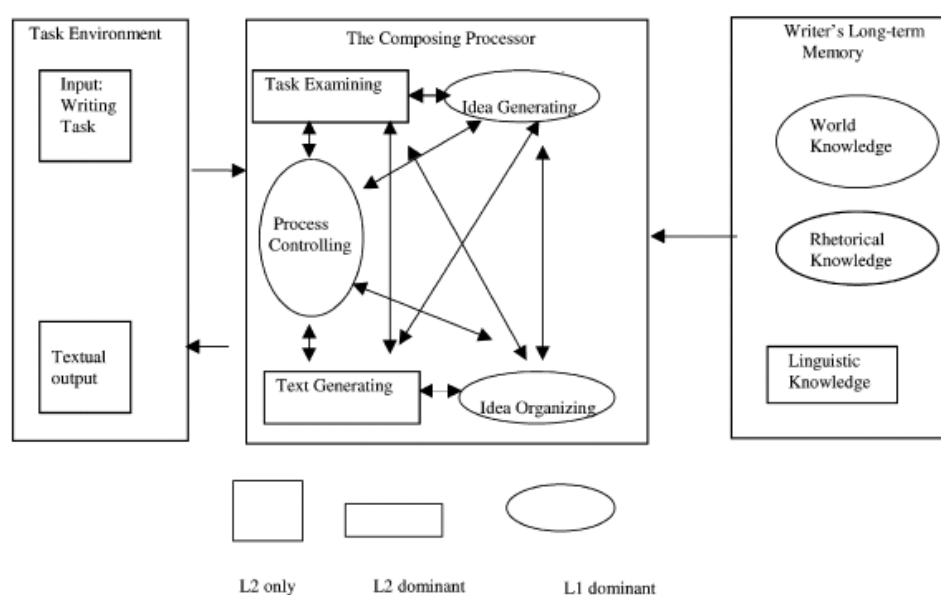 Task Environment
The Composing Processor
Writer's Long-term
Memory
Input:
Writing
Task
Task Examining
Idea Generating
World
Knowledge
Process
Controlling
Rhetorical
Knowledge
Textual
output
Text Generating
Idea Organizing
Linguistic
Knowledge
L2 only
L2 dominant
L1 dominant